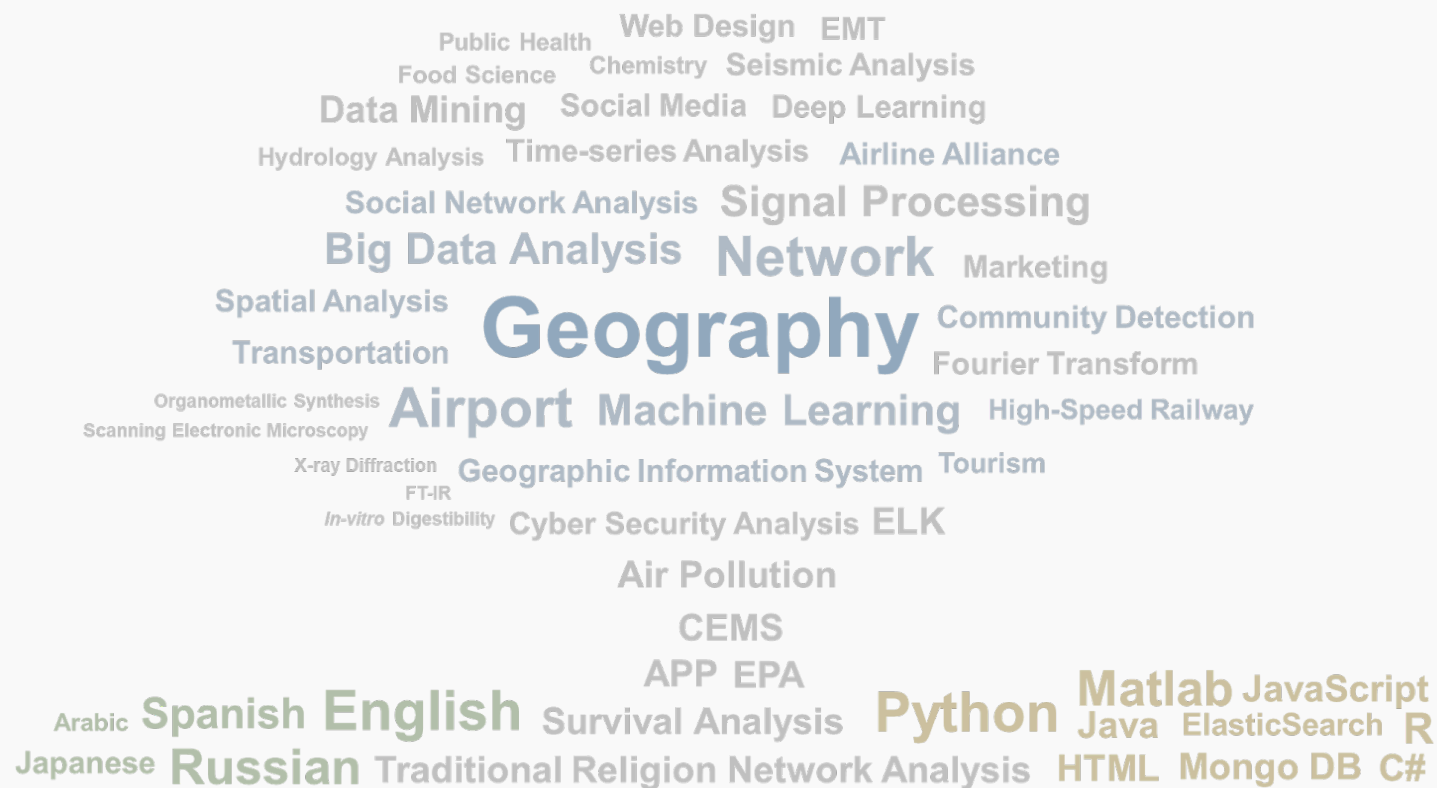 Web Design EMT
Public Health
Chemistry Seismic Analysis
Food Science
Data Mining Social Media Deep Learning
Hydrology Analysis Time-series Analysis Airline Alliance
Social Network Analysis Signal Processing
Big Data Analysis Network Marketing
Spatial Analysis Geography Community Detection
Transportation Fourier Transform
Organometallic Synthesis Airport Machine Learning High-Speed Railway
Scanning Electronic Microscopy
X-ray Diffraction Geographic Information System Tourism
FT-IR
In-vitro Digestibility Cyber Security Analysis ELK
Air Pollution
CEMS
APP EPA
Matlab JavaScript
Arabic Spanish English Survival Analysis Python Java ElasticSearch R
Japanese Russian Traditional Religion Network Analysis HTML Mongo DB C#